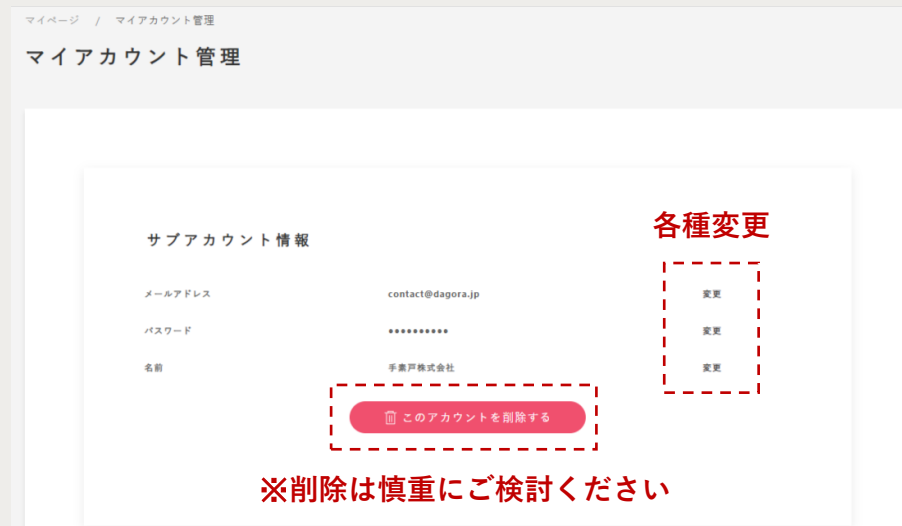 マイページ / マイアカウント管理
マイアカウント管理
サブアカウント情報
各種変更
メールアドレス contact@dagora.jp 変更
パスワード •••••••••• 変更
名前 手素戸株式会社 変更
このアカウントを削除する
※削除は慎重にご検討ください